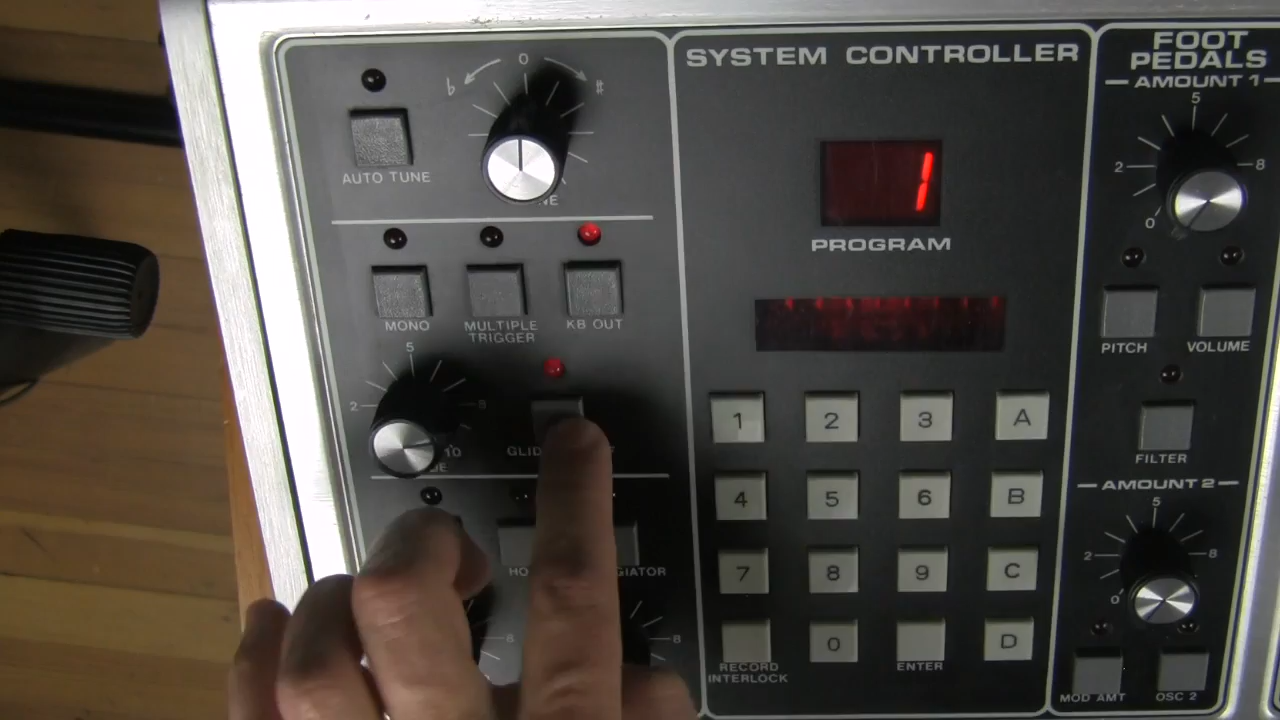 ♭ 0 ♯
AUTO TUNE
MONO
MULTIPLE
TRIGGER
KB OUT
5
2
8
10
SYSTEM CONTROLLER
1
PROGRAM
1 2 3 A
4 5 6 B
7 8 9 C
0 D
RECORD
INTERLOCK
ENTER
8
8
FOOT
PEDALS
AMOUNT 1
5
2
8
0
PITCH
VOLUME
FILTER
AMOUNT 2
5
2
8
0
MOD AMT
OSC 2